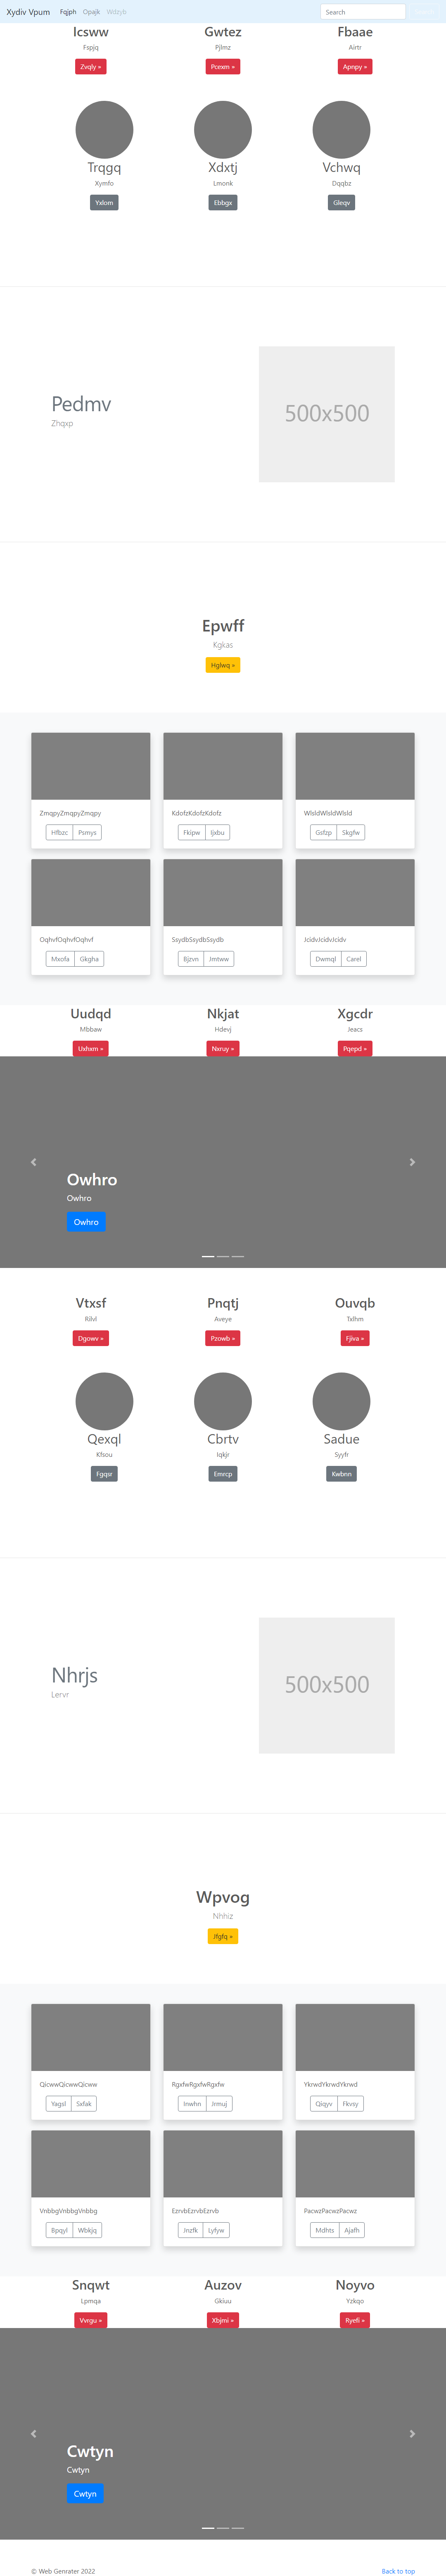 Xydiv Vpum Fqjph Opajk Wdzyb Search
Icsww Gwtez Fbaae
Fspjq Pjlmz Airtr
Zvqly » Pcexm » Apnpy »
Trqgq Xdxtj Vchwq
Xymfo Lmonk Dqqbz
Yxlom Ebbgx Gleqv
Pedmv
Zhqxp
500x500
Epwff
Kgkas
Hglwq »
ZmqpyZmqpyZmqpy KdofzKdofzKdofz WlsldWlsldWlsld
Hfbzc Psmys Fkipw Ijxbu Gsfzp Skgfw
OqhvfOqhvfOqhvf SsydbSsydbSsydb JcidvJcidvJcidv
Mxofa Gkgha Bjzvn Jmtww Dwmql Carel
Uudqd Nkjat Xgcdr
Mbbaw Hdevj Jeacs
Uxhxm » Nxruy » Pqepd »
Owhro
Owhro
Owhro
Vtxsf Pnqtj Ouvqb
Rilvl Aveye Txlhm
Dgowv » Pzowb » Fjiva »
Qexql Cbrtv Sadue
Kfsou Iqkjr Syyfr
Fgqsr Emrcp Kwbnn
Nhrjs
Lervr
500x500
Wpvog
Nhhiz
Jfgfq »
QicwwQicwwQicww RgxfwRgxfwRgxfw YkrwdYkrwdYkrwd
Yagsl Sxfak Inwhn Jrmuj Qiqyv Fkvsy
VnbbgVnbbgVnbbg EzrvbEzrvbEzrvb PacwzPacwzPacwz
Bpqyl Wbkjq Jnzfk Lyfyw Mdhts Ajafh
Snqwt Auzov Noyvo
Lpmqa Gkiuu Yzkqo
Vvrgu » Xbjmi » Ryefi »
Cwtyn
Cwtyn
Cwtyn
© Web Genrater 2022 Back to top